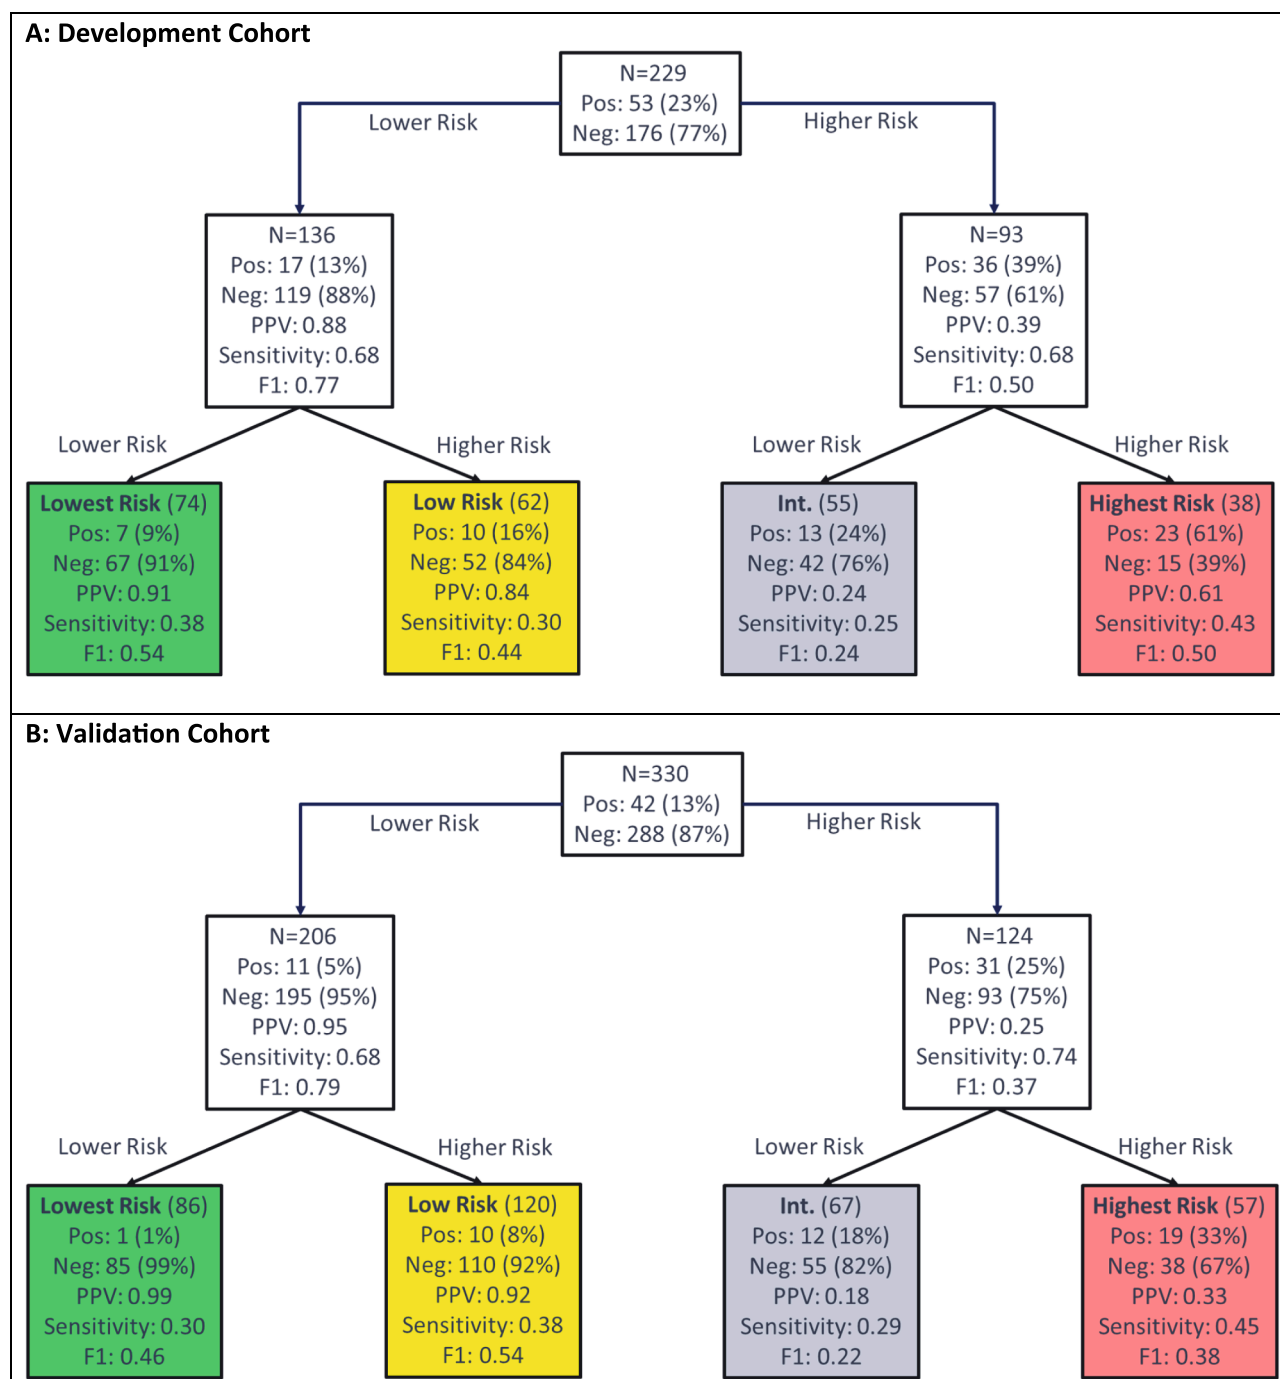 A: Development Cohort
N=229
Pos: 53 (23%)
Neg: 176 (77%)
Lower Risk
Higher Risk
N=136
Pos: 17 (13%)
Neg: 119 (88%)
PPV: 0.88
Sensitivity: 0.68
F1: 0.77
N=93
Pos: 36 (39%)
Neg: 57 (61%)
PPV: 0.39
Sensitivity: 0.68
F1: 0.50
Lower Risk
Higher Risk
Lower Risk
Higher Risk
Lowest Risk (74)
Pos: 7 (9%)
Neg: 67 (91%)
PPV: 0.91
Sensitivity: 0.38
F1: 0.54
Low Risk (62)
Pos: 10 (16%)
Neg: 52 (84%)
PPV: 0.84
Sensitivity: 0.30
F1: 0.44
Int. (55)
Pos: 13 (24%)
Neg: 42 (76%)
PPV: 0.24
Sensitivity: 0.25
F1: 0.24
Highest Risk (38)
Pos: 23 (61%)
Neg: 15 (39%)
PPV: 0.61
Sensitivity: 0.43
F1: 0.50
B: Validation Cohort
N=330
Pos: 42 (13%)
Neg: 288 (87%)
Lower Risk
Higher Risk
N=206
Pos: 11 (5%)
Neg: 195 (95%)
PPV: 0.95
Sensitivity: 0.68
F1: 0.79
N=124
Pos: 31 (25%)
Neg: 93 (75%)
PPV: 0.25
Sensitivity: 0.74
F1: 0.37
Lower Risk
Higher Risk
Lower Risk
Higher Risk
Lowest Risk (86)
Pos: 1 (1%)
Neg: 85 (99%)
PPV: 0.99
Sensitivity: 0.30
F1: 0.46
Low Risk (120)
Pos: 10 (8%)
Neg: 110 (92%)
PPV: 0.92
Sensitivity: 0.38
F1: 0.54
Int. (67)
Pos: 12 (18%)
Neg: 55 (82%)
PPV: 0.18
Sensitivity: 0.29
F1: 0.22
Highest Risk (57)
Pos: 19 (33%)
Neg: 38 (67%)
PPV: 0.33
Sensitivity: 0.45
F1: 0.38